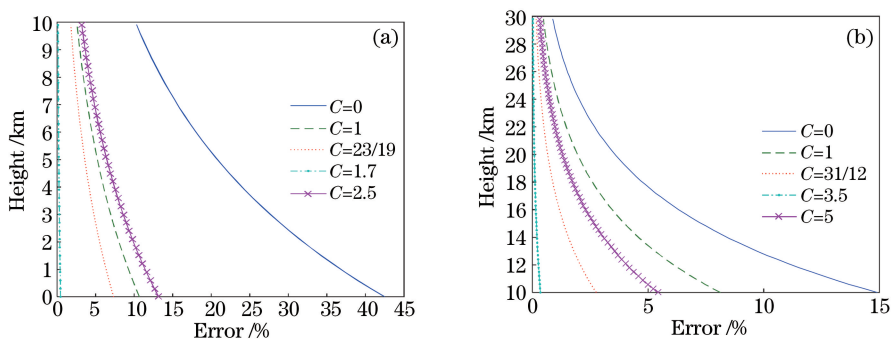 (a)
10
9
8
7
6
5
4
3
2
1
0
Height /km
C=0
C=1
C=23/19
C=1.7
C=2.5
0 5 10 15 20 25 30 35 40 45
Error /%
(b)
30
28
26
24
22
20
18
16
14
12
10
Height /km
C=0
C=1
C=31/12
C=3.5
C=5
0 5 10 15
Error /%